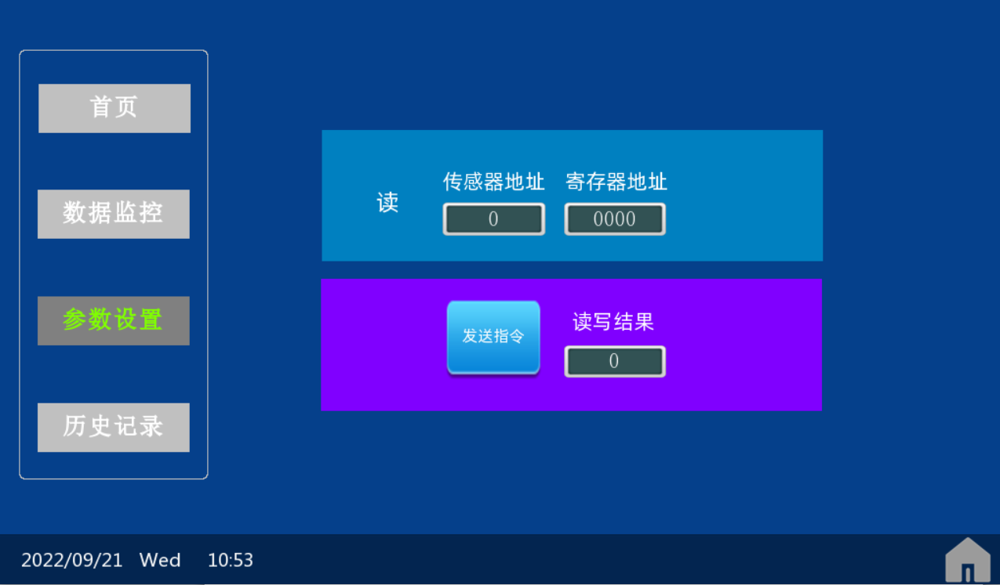 首页
数据监控
参数设置
历史记录
传感器地址 寄存器地址
读 0 0000
发送指令 读写结果
0
2022/09/21 Wed 10:53